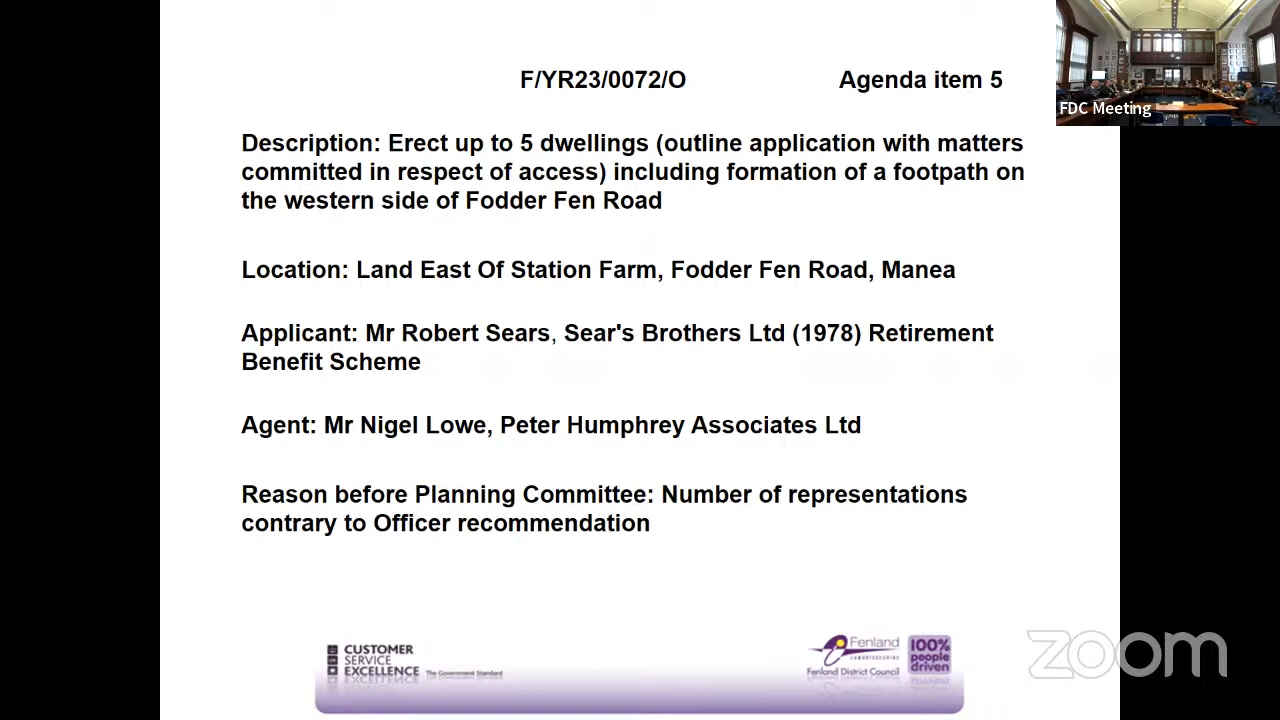 F/YR23/0072/O Agenda item 5
FDC Meeting
Description: Erect up to 5 dwellings (outline application with matters
committed in respect of access) including formation of a footpath on
the western side of Fodder Fen Road
Location: Land East Of Station Farm, Fodder Fen Road, Manea
Applicant: Mr Robert Sears, Sear's Brothers Ltd (1978) Retirement
Benefit Scheme
Agent: Mr Nigel Lowe, Peter Humphrey Associates Ltd
Reason before Planning Committee: Number of representations
contrary to Officer recommendation
CUSTOMER
SERVICE
EXCELLENCE The Government Standard
Fenland
CAMBRIDGESHIRE
Fenland District Council
100%
people
driven
zoom